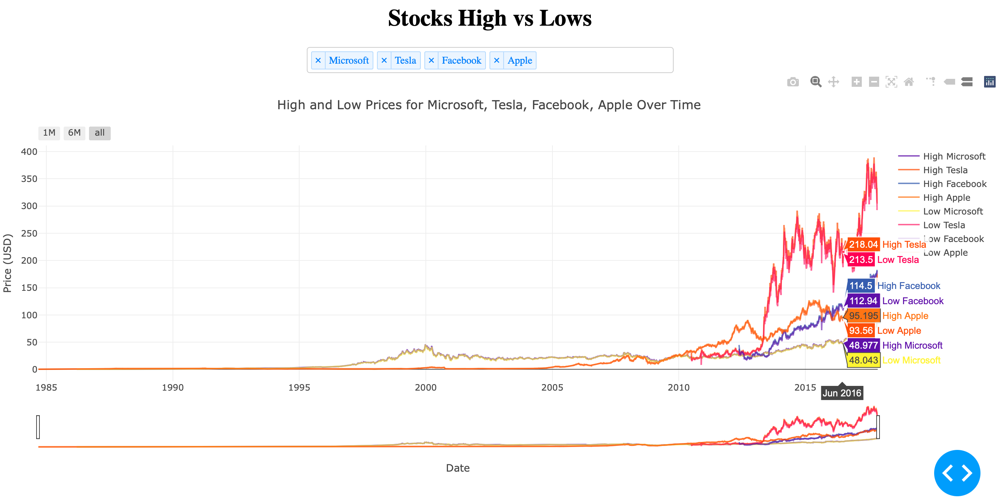 Stocks High vs Lows
× Microsoft × Tesla × Facebook × Apple
High and Low Prices for Microsoft, Tesla, Facebook, Apple Over Time
1M 6M all
400
350
300
250
200
150
100
50
0
Price (USD)
High Microsoft
High Tesla
High Facebook
High Apple
Low Microsoft
Low Tesla
Low Facebook
Low Apple
218.04 High Tesla
213.5 Low Tesla
114.5 High Facebook
112.94 Low Facebook
95.195 High Apple
93.56 Low Apple
48.977 High Microsoft
48.043 Low Microsoft
1985 1990 1995 2000 2005 2010 2015
Jun 2016
Date